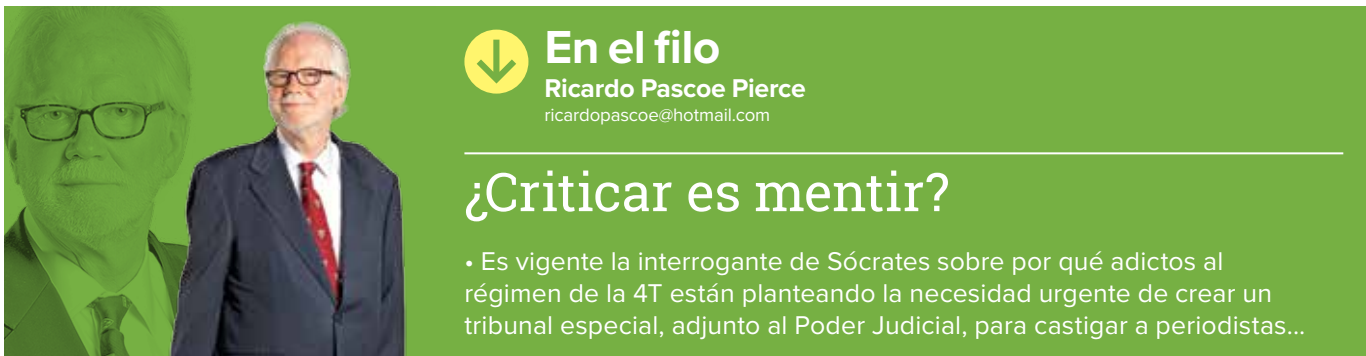 En el filo
Ricardo Pascoe Pierce
ricardopascoe@hotmail.com
¿Criticar es mentir?
• Es vigente la interrogante de Sócrates sobre por qué adictos al
régimen de la 4T están planteando la necesidad urgente de crear un
tribunal especial, adjunto al Poder Judicial, para castigar a periodistas...